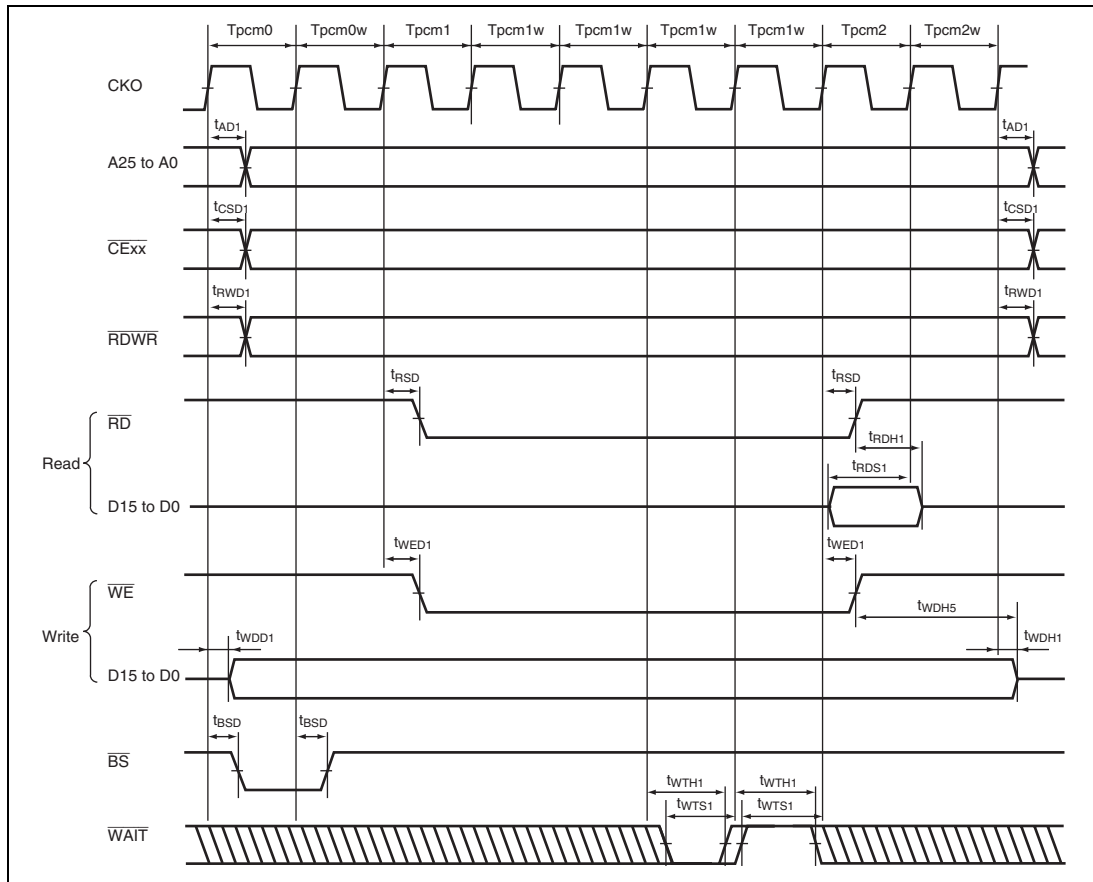 Tpcm0 Tpcm0w Tpcm1 Tpcm1w Tpcm1w Tpcm1w Tpcm1w Tpcm2 Tpcm2w
CKO
tAD1 tAD1
A25 to A0
tCSD1 tCSD1
CExx
tRWD1 tRWD1
RDWR
tRSD tRSD
RD
tRDH1
Read
tRDS1
D15 to D0
tWED1 tWED1
WE
tWDH5
Write
tWDD1 tWDH1
D15 to D0
tBSD tBSD
BS
tWTH1 tWTH1
tWTS1 tWTS1
WAIT